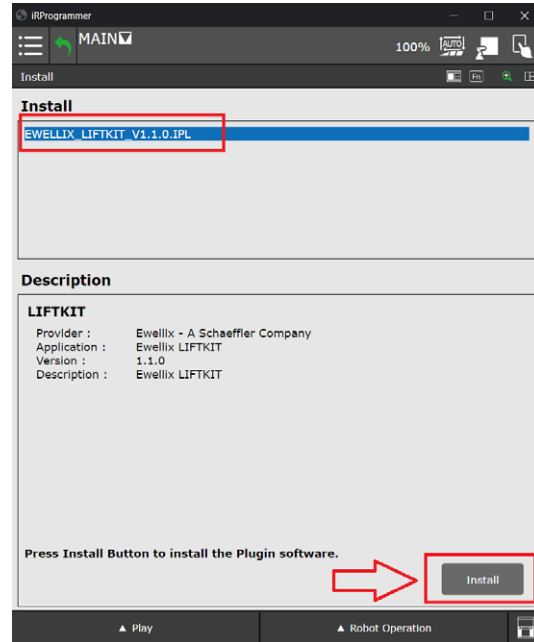 iRProgrammer
MAIN
100%
AUTO
Install
Fn
Install
EWELLIX_LIFTKIT_V1.1.0.IPL
Description
LIFTKIT
Provider : Ewellix - A Schaeffler Company
Application : Ewellix LIFTKIT
Version : 1.1.0
Description : Ewellix LIFTKIT
Press Install Button to install the Plugin software.
Install
▲ Play
▲ Robot Operation